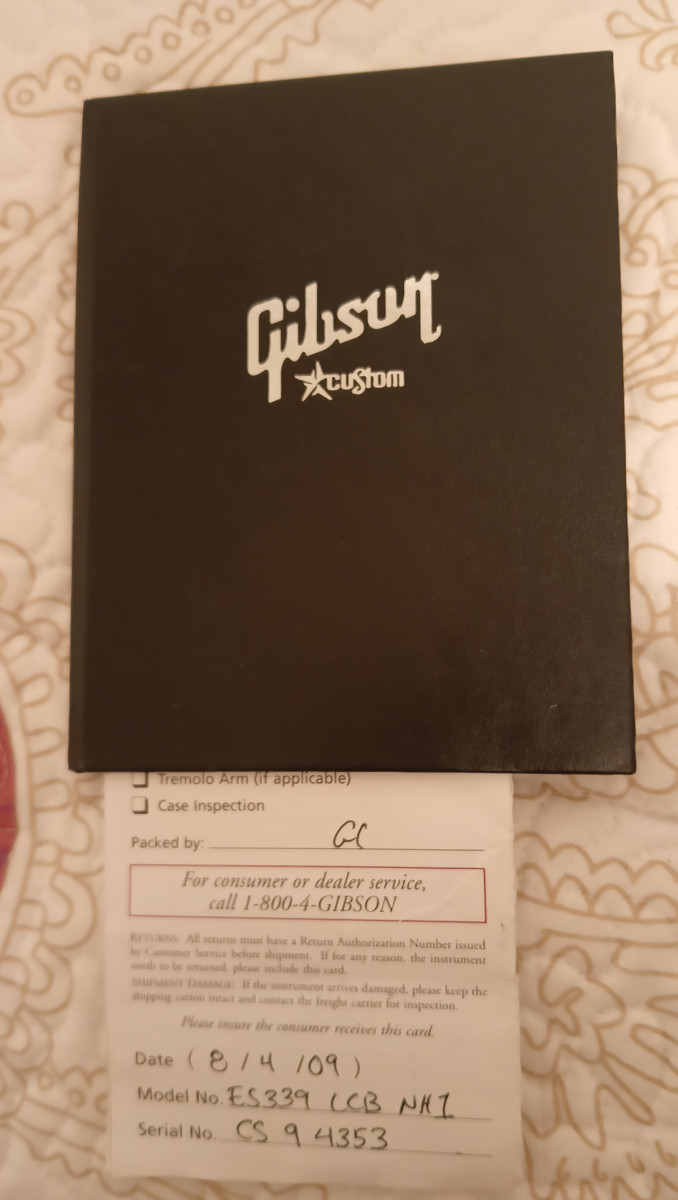 Gibson
custom
Tremolo Arm (if applicable)
Case Inspection
Packed by: GC
For consumer or dealer service,
call 1-800-4-GIBSON
RETURNS: All returns must have a Return Authorization Number issued
by Customer Service before shipment. If for any reason, the instrument
needs to be returned, please include this card.
SHIPMENT DAMAGE: If the instrument arrives damaged, please keep the
shipping carton intact and contact the freight carrier for inspection.
Please insure the consumer receives this card.
Date ( 8 / 4 / 09 )
Model No. ES339 LCB NH1
Serial No. CS 9 4353